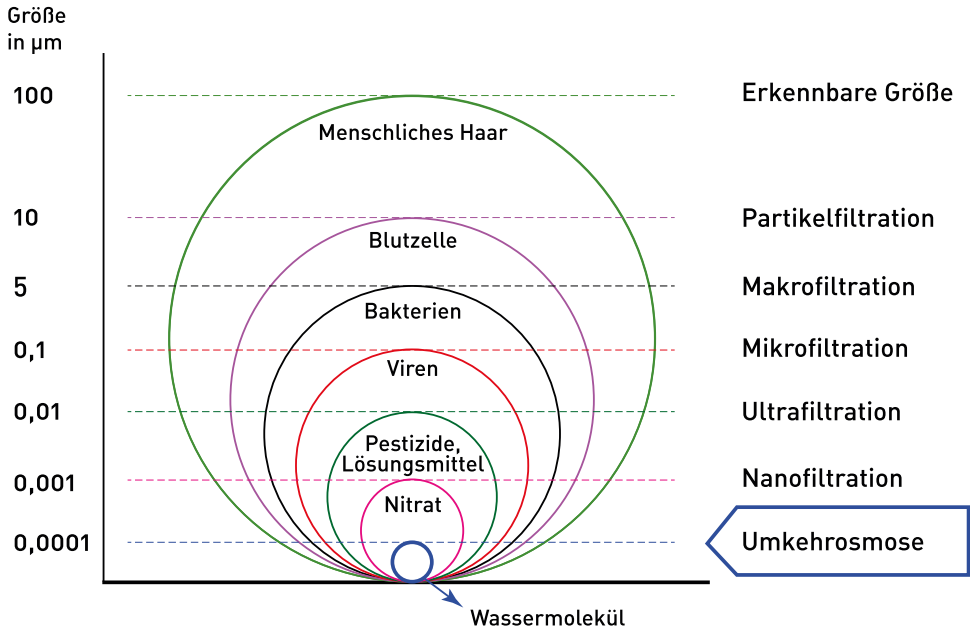 Größe
in µm
100
Erkennbare Größe
Menschliches Haar
10
Partikelfiltration
Blutzelle
5
Makrofiltration
Bakterien
0,1
Mikrofiltration
Viren
0,01
Ultrafiltration
Pestizide,
Lösungsmittel
0,001
Nanofiltration
Nitrat
0,0001
Umkehrosmose
Wassermolekül